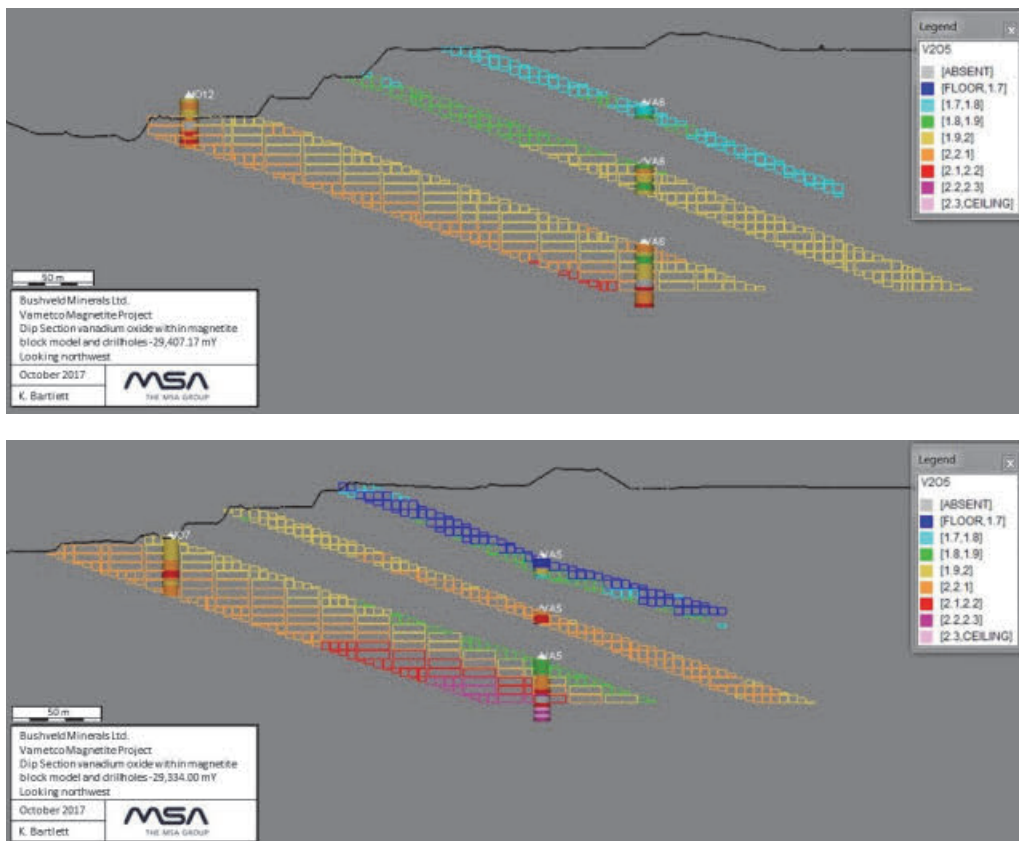 Legend
V2O5
[ABSENT]
[FLOOR,1.7]
[1.7,1.8]
[1.8,1.9]
[1.9,2]
[2,2.1]
[2.1,2.2]
[2.2,2.3]
[2.3,CEILING]
VA6
VA6
VA6
50 m
Bushveld Minerals Ltd.
Vametco Magnetite Project
Dip Section vanadium oxide within magnetite
block model and drillholes -29,407.17 mY
Looking northwest
October 2017
K. Bartlett
MSA
THE MSA GROUP
Legend
V2O5
[ABSENT]
[FLOOR,1.7]
[1.7,1.8]
[1.8,1.9]
[1.9,2]
[2,2.1]
[2.1,2.2]
[2.2,2.3]
[2.3,CEILING]
VA5
VA5
VA5
50 m
Bushveld Minerals Ltd.
Vametco Magnetite Project
Dip Section vanadium oxide within magnetite
block model and drillholes -29,334.00 mY
Looking northwest
October 2017
K. Bartlett
MSA
THE MSA GROUP